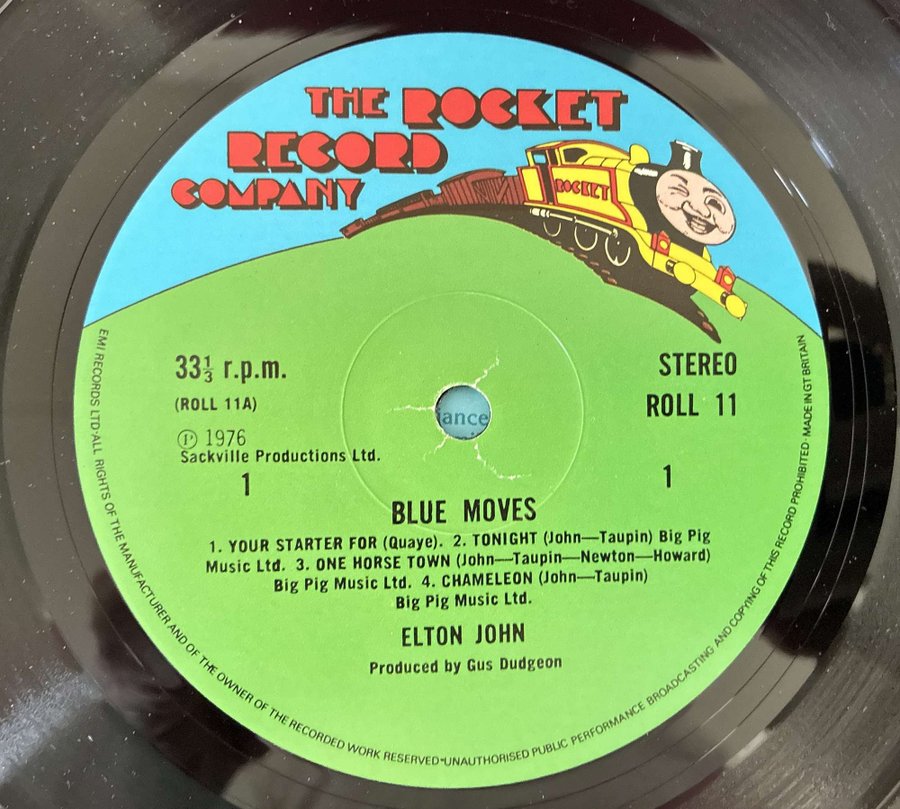 THE ROCKET
RECORD
COMPANY
ROCKET
33⅓ r.p.m.
STEREO
(ROLL 11A)
ROLL 11
Ⓟ 1976
Sackville Productions Ltd.
1
1
iance
BLUE MOVES
1. YOUR STARTER FOR (Quaye). 2. TONIGHT (John—Taupin) Big Pig
Music Ltd. 3. ONE HORSE TOWN (John—Taupin—Newton—Howard)
Big Pig Music Ltd. 4. CHAMELEON (John—Taupin)
Big Pig Music Ltd.
ELTON JOHN
Produced by Gus Dudgeon
EMI RECORDS LTD·ALL RIGHTS OF THE MANUFACTURER AND OF THE OWNER OF THE RECORDED WORK RESERVED·UNAUTHORISED PUBLIC PERFORMANCE BROADCASTING AND COPYING OF THIS RECORD PROHIBITED·MADE IN GT BRITAIN